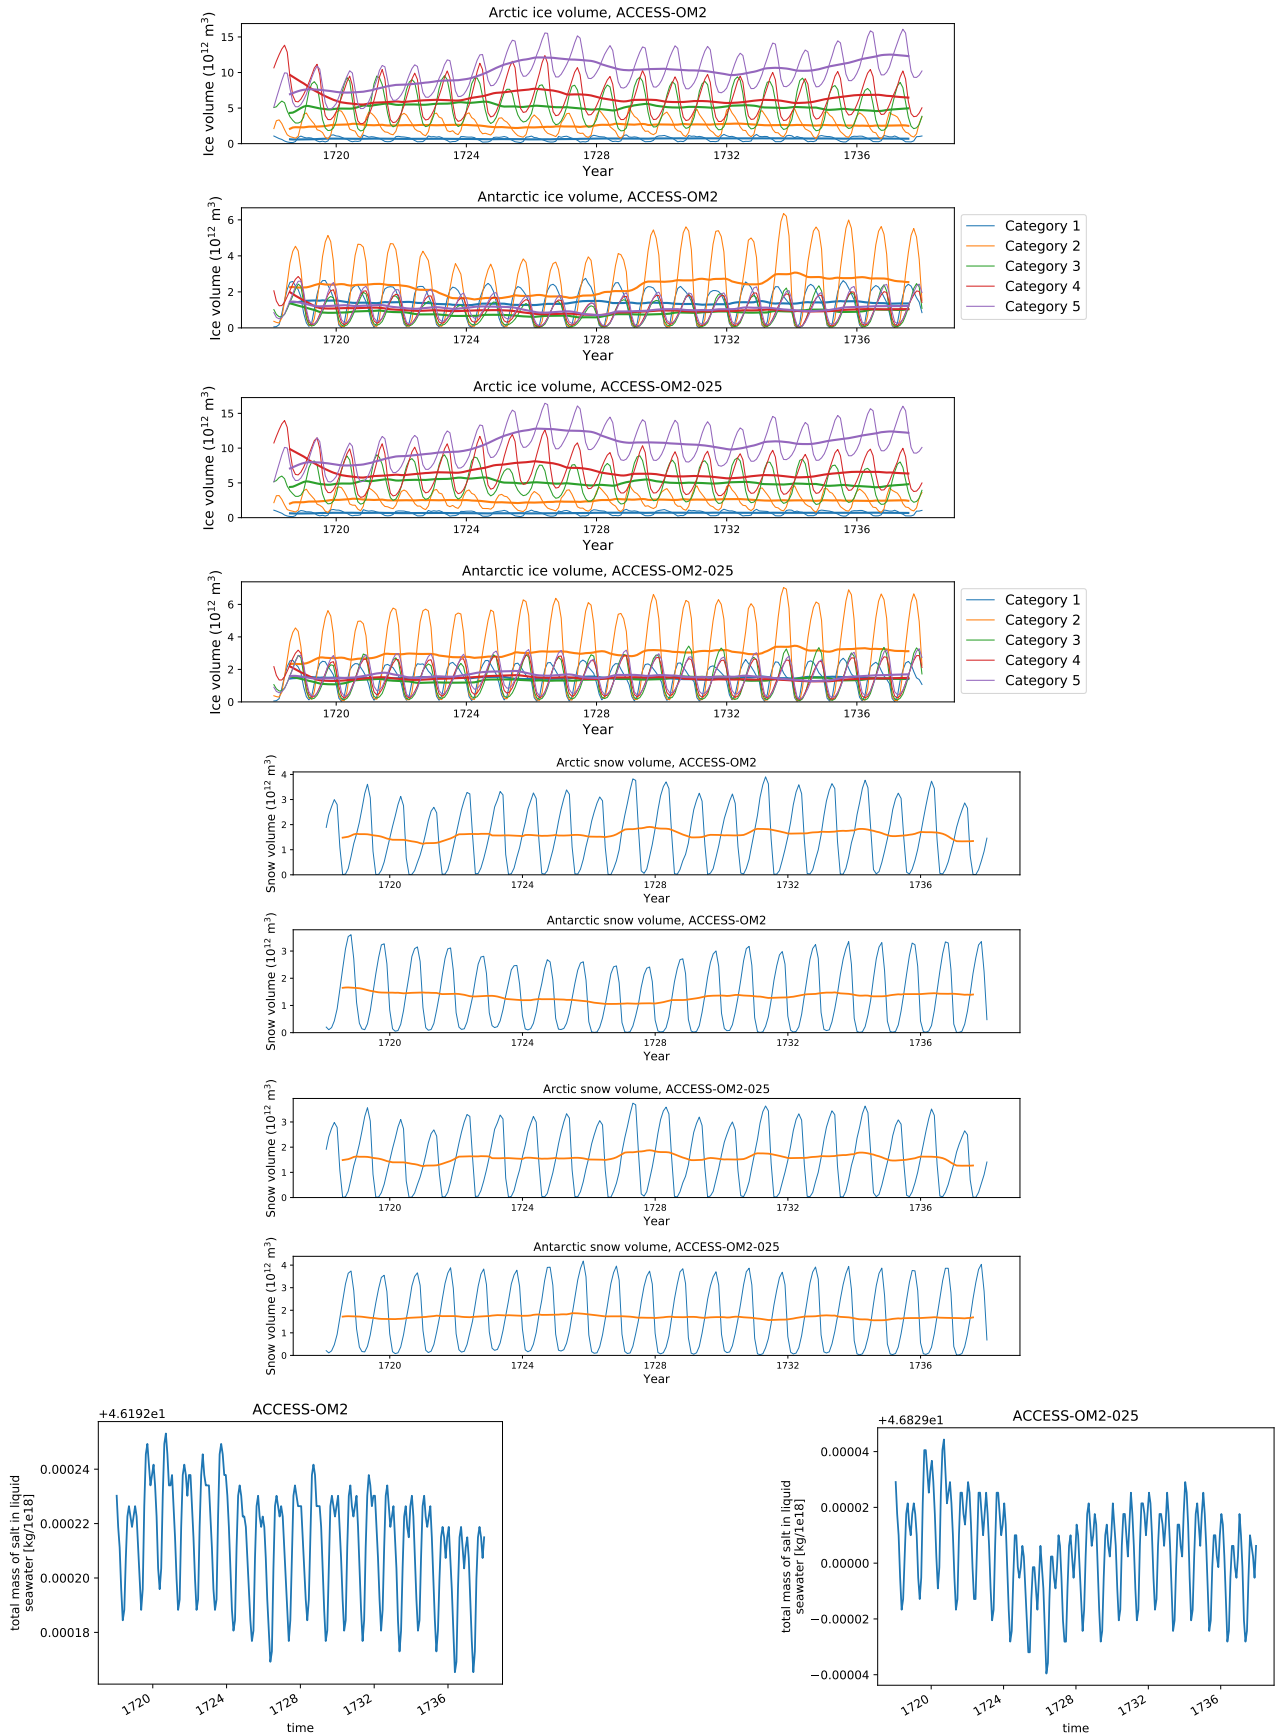 Arctic ice volume, ACCESS-OM2
Ice volume (10¹² m³)
15
10
5
0
1720 1724 1728 1732 1736
Year
Antarctic ice volume, ACCESS-OM2
Ice volume (10¹² m³)
6
4
2
0
1720 1724 1728 1732 1736
Year
Category 1
Category 2
Category 3
Category 4
Category 5
Arctic ice volume, ACCESS-OM2-025
Ice volume (10¹² m³)
15
10
5
0
1720 1724 1728 1732 1736
Year
Antarctic ice volume, ACCESS-OM2-025
Ice volume (10¹² m³)
6
4
2
0
1720 1724 1728 1732 1736
Year
Category 1
Category 2
Category 3
Category 4
Category 5
Arctic snow volume, ACCESS-OM2
Snow volume (10¹² m³)
4
3
2
1
0
1720 1724 1728 1732 1736
Year
Antarctic snow volume, ACCESS-OM2
Snow volume (10¹² m³)
3
2
1
0
1720 1724 1728 1732 1736
Year
Arctic snow volume, ACCESS-OM2-025
Snow volume (10¹² m³)
3
2
1
0
1720 1724 1728 1732 1736
Year
Antarctic snow volume, ACCESS-OM2-025
Snow volume (10¹² m³)
4
3
2
1
0
1720 1724 1728 1732 1736
Year
ACCESS-OM2
+4.6192e1
total mass of salt in liquid
seawater [kg/1e18]
0.00024
0.00022
0.00020
0.00018
1720 1724 1728 1732 1736
time
ACCESS-OM2-025
+4.6829e1
total mass of salt in liquid
seawater [kg/1e18]
0.00004
0.00002
0.00000
−0.00002
−0.00004
1720 1724 1728 1732 1736
time